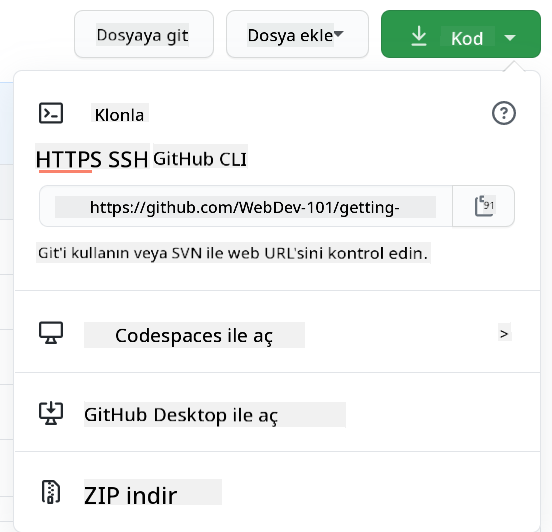 Dosyaya git Dosya ekle Kod
Klonla
HTTPS SSH GitHub CLI
https://github.com/WebDev-101/getting-
91
Git'i kullanın veya SVN ile web URL'sini kontrol edin.
Codespaces ile aç >
GitHub Desktop ile aç
ZIP indir